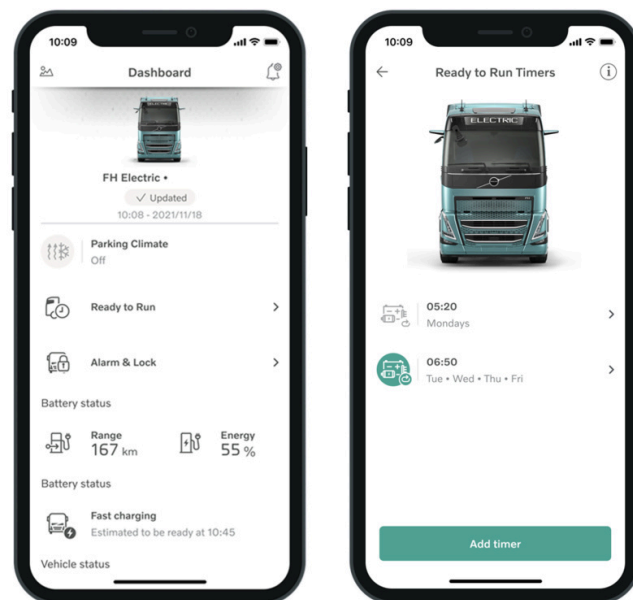 10:09
Dashboard
ELECTRIC
FH Electric •
Updated
10:08 - 2021/11/18
Parking Climate
Off
Ready to Run
Alarm & Lock
Battery status
Range
167 km
Energy
55 %
Battery status
Fast charging
Estimated to be ready at 10:45
Vehicle status
10:09
Ready to Run Timers
ELECTRIC
05:20
Mondays
06:50
Tue • Wed • Thu • Fri
Add timer